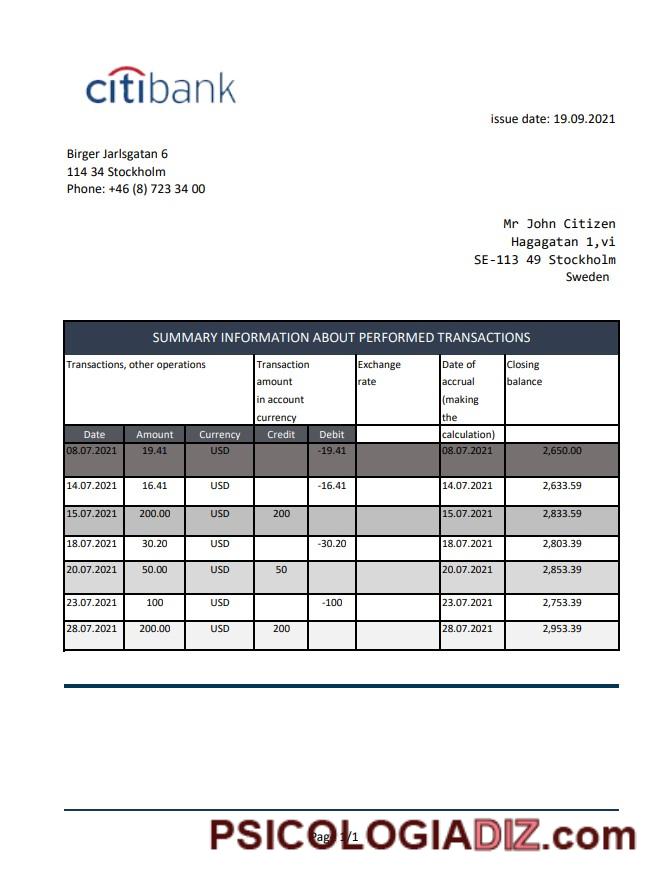 citibank
issue date: 19.09.2021
Birger Jarlsgatan 6
114 34 Stockholm
Phone: +46 (8) 723 34 00
Mr John Citizen
Hagagatan 1,vi
SE-113 49 Stockholm
Sweden
SUMMARY INFORMATION ABOUT PERFORMED TRANSACTIONS
Transactions, other operations
Transaction
amount
in account
currency
Exchange
rate
Date of
accrual
(making
the
calculation)
Closing
balance
Date Amount Currency Credit Debit
08.07.2021 19.41 USD -19.41 08.07.2021 2,650.00
14.07.2021 16.41 USD -16.41 14.07.2021 2,633.59
15.07.2021 200.00 USD 200 15.07.2021 2,833.59
18.07.2021 30.20 USD -30.20 18.07.2021 2,803.39
20.07.2021 50.00 USD 50 20.07.2021 2,853.39
23.07.2021 100 USD -100 23.07.2021 2,753.39
28.07.2021 200.00 USD 200 28.07.2021 2,953.39
Page 1/1
PSICOLOGIADIZ.com